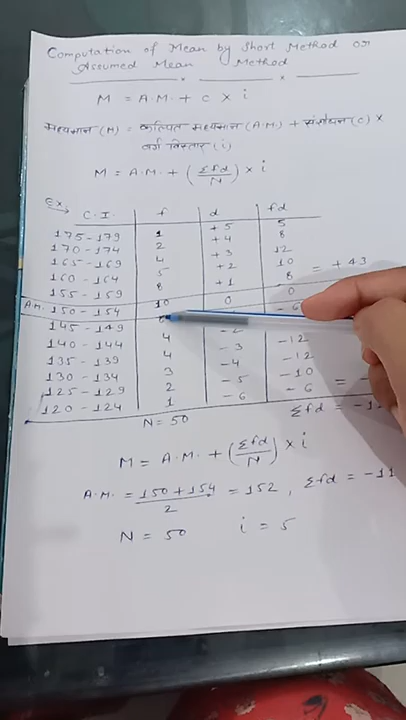 Computation of Mean by Short Method or
Assumed Mean Method
M = A.M. + C x i
मध्यमान (M) = कल्पित मध्यमान (A.M.) + संशोधन (C) x
वर्ग विस्तार (i)
M = A.M. + (Σfd/N) x i
Ex→ C.I. f d fd
175-179 1 +5 5
170-174 2 +4 8
165-169 4 +3 12
160-164 5 +2 10
155-159 8 +1 8 = +43
A.M. 150-154 10 0 0
145-149 - 6
140-144 4 - 2
135-139 4 - 3 -12
130-134 3 -4 -12
125-129 2 - 5 -10
120-124 1 - 6 - 6 = -
N = 50 Σfd = -11
M = A.M. + (Σfd/N) x i
A.M. = 150+154/2 = 152, Σfd = -11
N = 50 i = 5